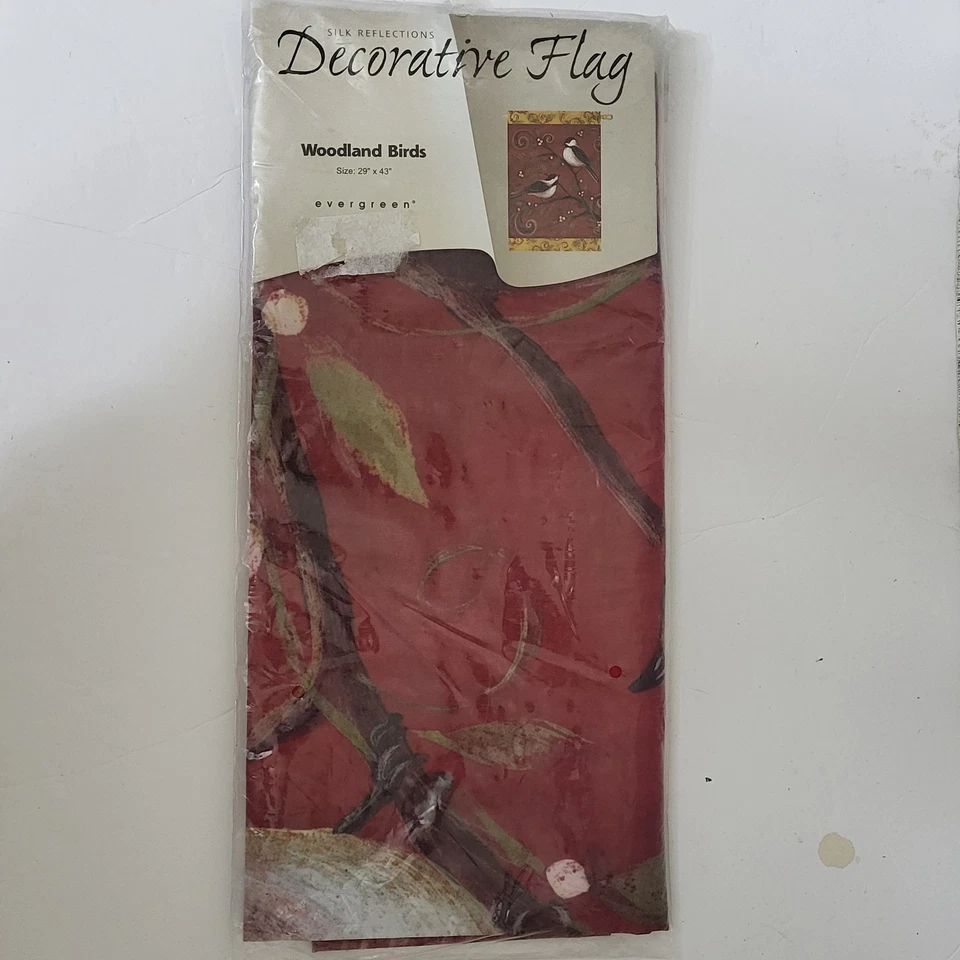 SILK REFLECTIONS
Decorative Flag
Woodland Birds
Size: 29" x 43"
evergreen®